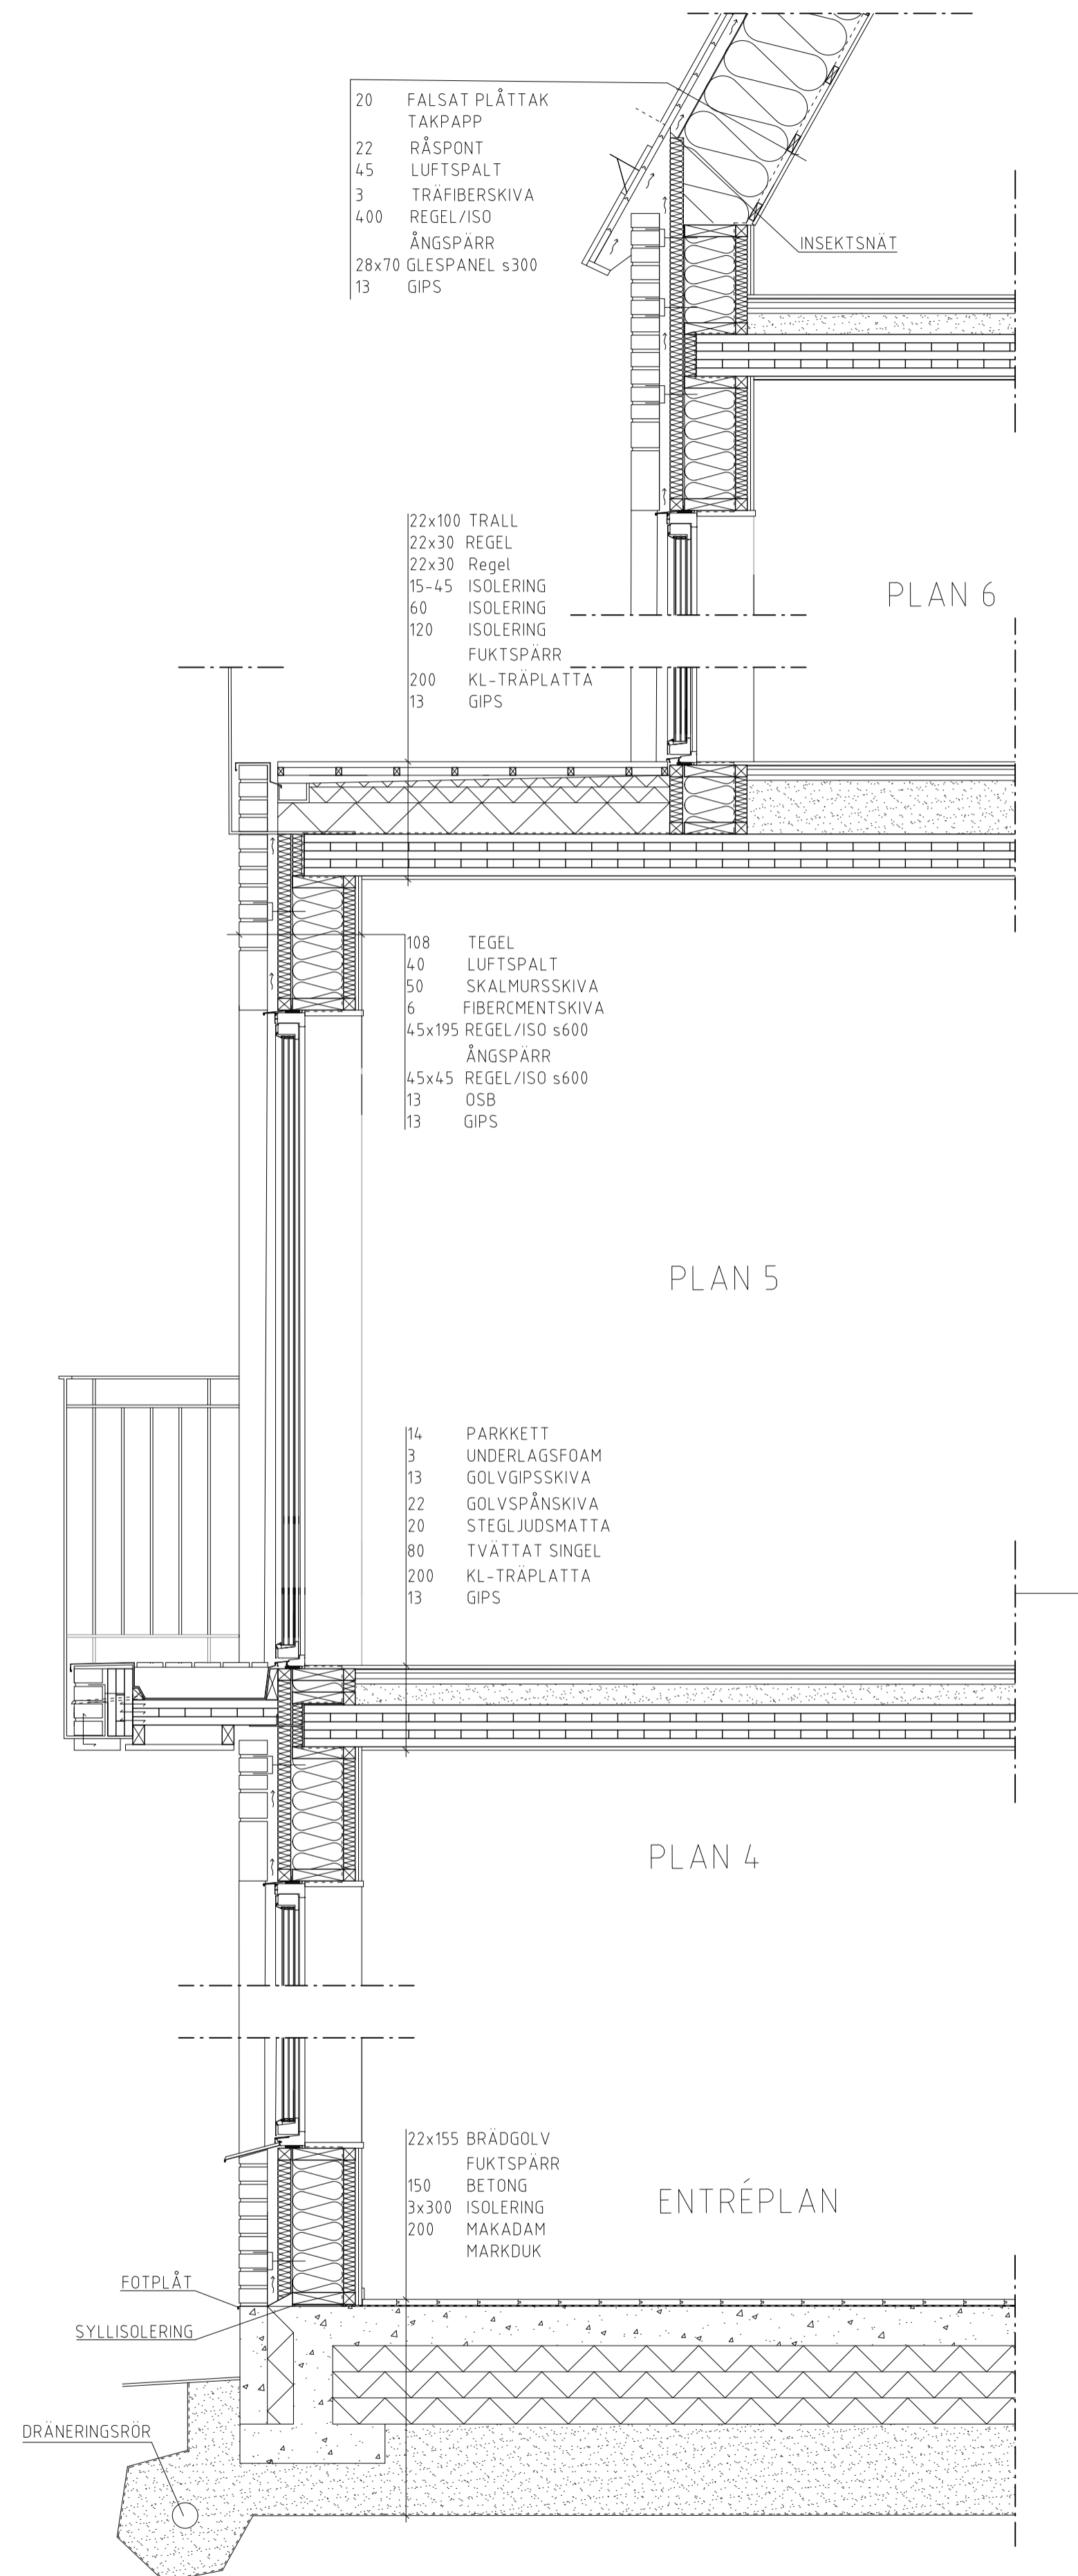 20 FALSAT PLÅTTAK
TAKPAPP
22 RÅSPONT
45 LUFTSPALT
3 TRÄFIBERSKIVA
400 REGEL/ISO
ÅNGSPÄRR
28x70 GLESPANEL s300
13 GIPS
INSEKTSNÄT
22x100 TRALL
22x30 REGEL
22x30 Regel
15-45 ISOLERING
60 ISOLERING
120 ISOLERING
FUKTSPÄRR
200 KL-TRÄPLATTA
13 GIPS
PLAN 6
108 TEGEL
40 LUFTSPALT
50 SKALMURSSKIVA
6 FIBERCMENTSKIVA
45x195 REGEL/ISO s600
ÅNGSPÄRR
45x45 REGEL/ISO s600
13 OSB
13 GIPS
PLAN 5
14 PARKKETT
3 UNDERLAGSFOAM
13 GOLVGIPSSKIVA
22 GOLVSPÅNSKIVA
20 STEGLJUDSMATTA
80 TVÄTTAT SINGEL
200 KL-TRÄPLATTA
13 GIPS
PLAN 4
22x155 BRÄDGOLV
FUKTSPÄRR
150 BETONG
3x300 ISOLERING
200 MAKADAM
MARKDUK
ENTRÉPLAN
FOTPLÅT
SYLLISOLERING
DRÄNERINGSRÖR